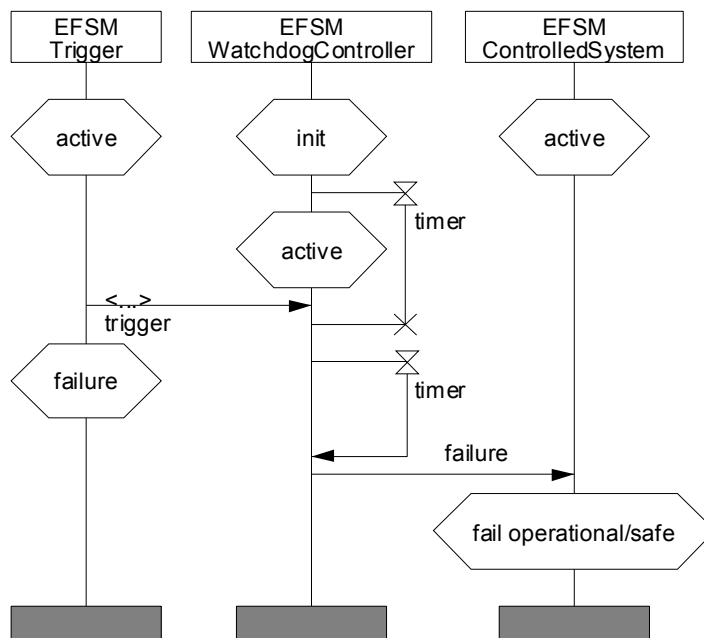 EFSM
Trigger
EFSM
WatchdogController
EFSM
ControlledSystem
active
init
active
timer
active
<...>
trigger
failure
timer
failure
fail operational/safe